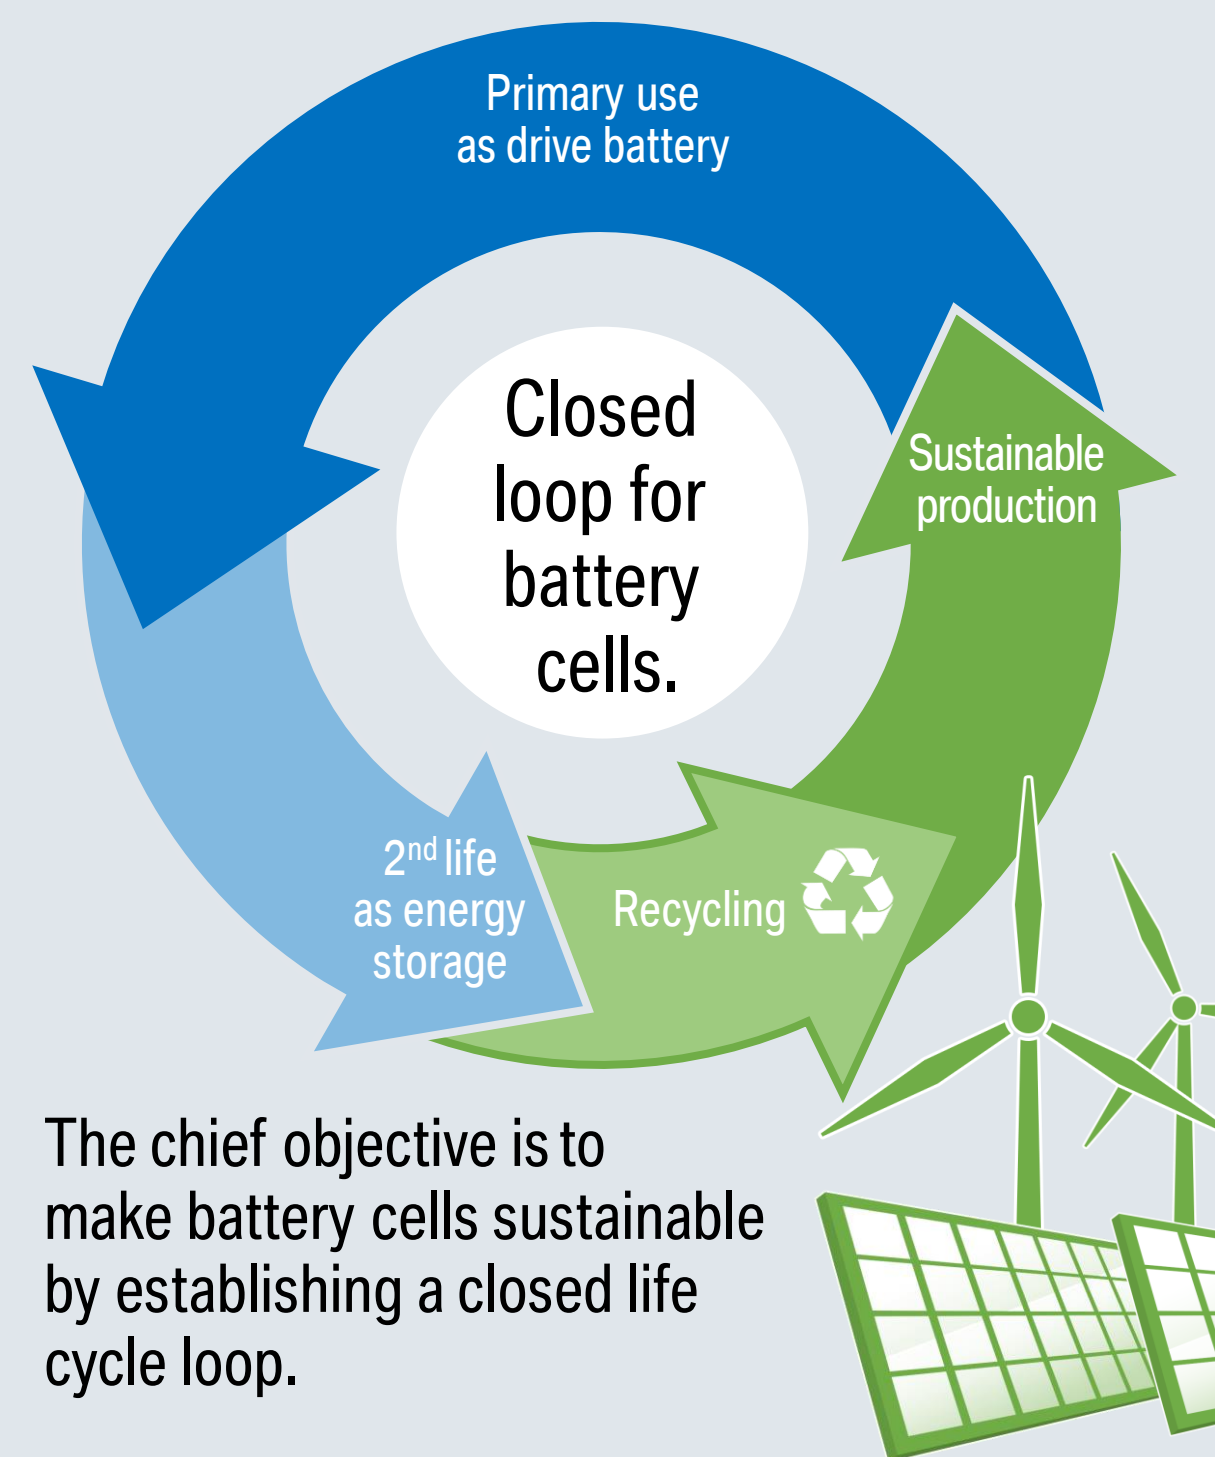 Primary use
as drive battery
Closed
loop for
battery
cells.
Sustainable
production
2nd life
as energy
storage
Recycling
The chief objective is to
make battery cells sustainable
by establishing a closed life
cycle loop.